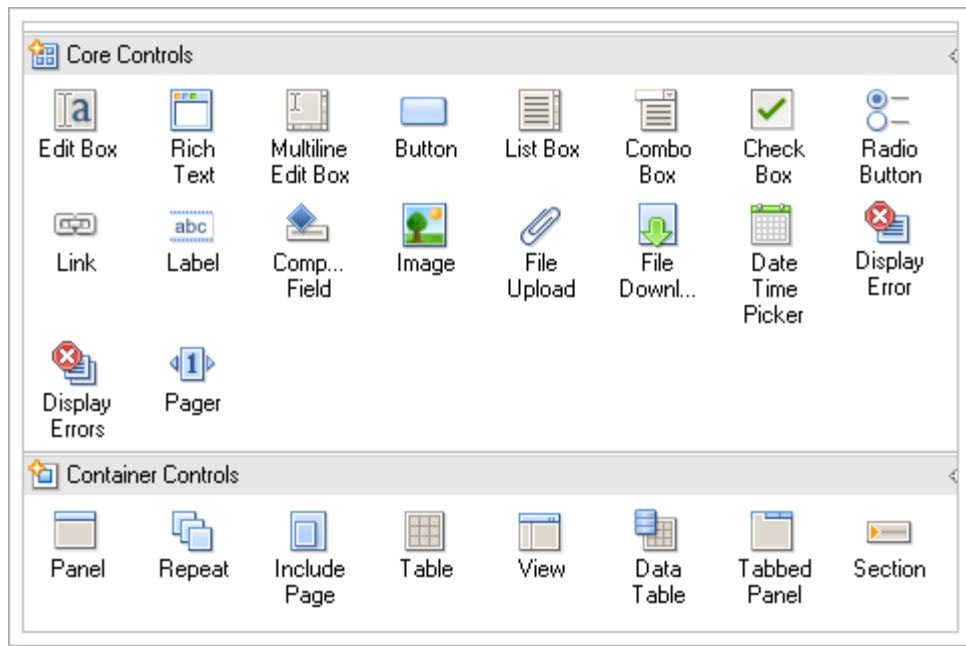 Core Controls
Edit Box
Rich
Text
Multiline
Edit Box
Button
List Box
Combo
Box
Check
Box
Radio
Button
Link
abc
Label
Comp...
Field
Image
File
Upload
File
Downl...
Date
Time
Picker
Display
Error
Display
Errors
1
Pager
Container Controls
Panel
Repeat
Include
Page
Table
View
Data
Table
Tabbed
Panel
Section